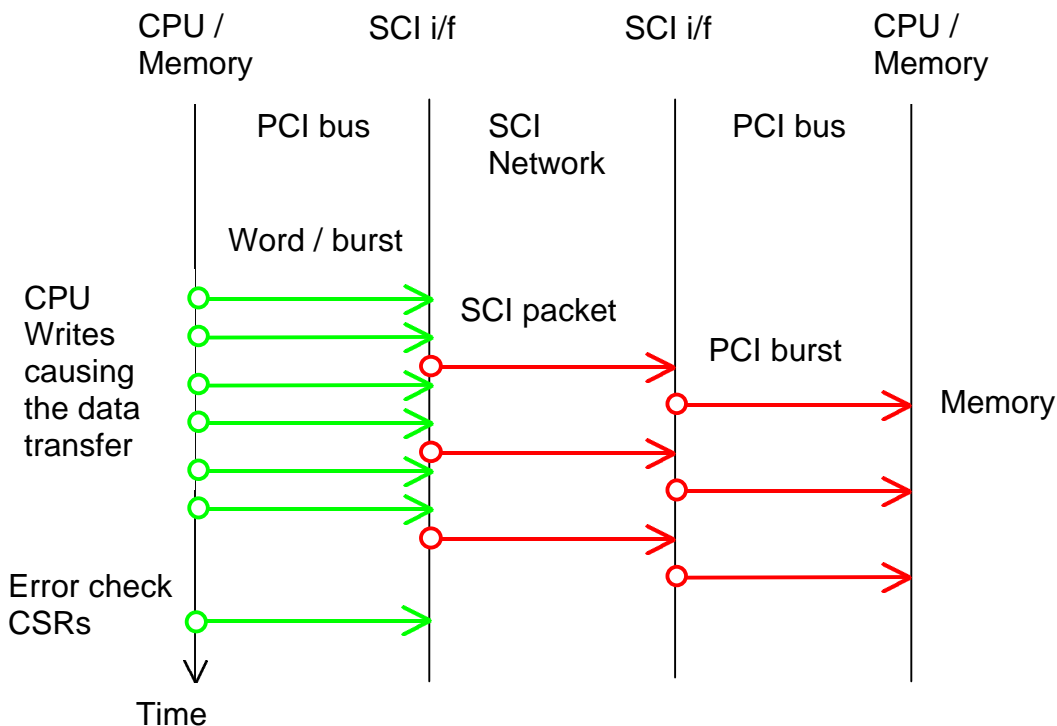 CPU /
Memory
SCI i/f
SCI i/f
CPU /
Memory
PCI bus
SCI
Network
PCI bus
Word / burst
CPU
Writes
causing
the data
transfer
SCI packet
PCI burst
Memory
Error check
CSRs
Time